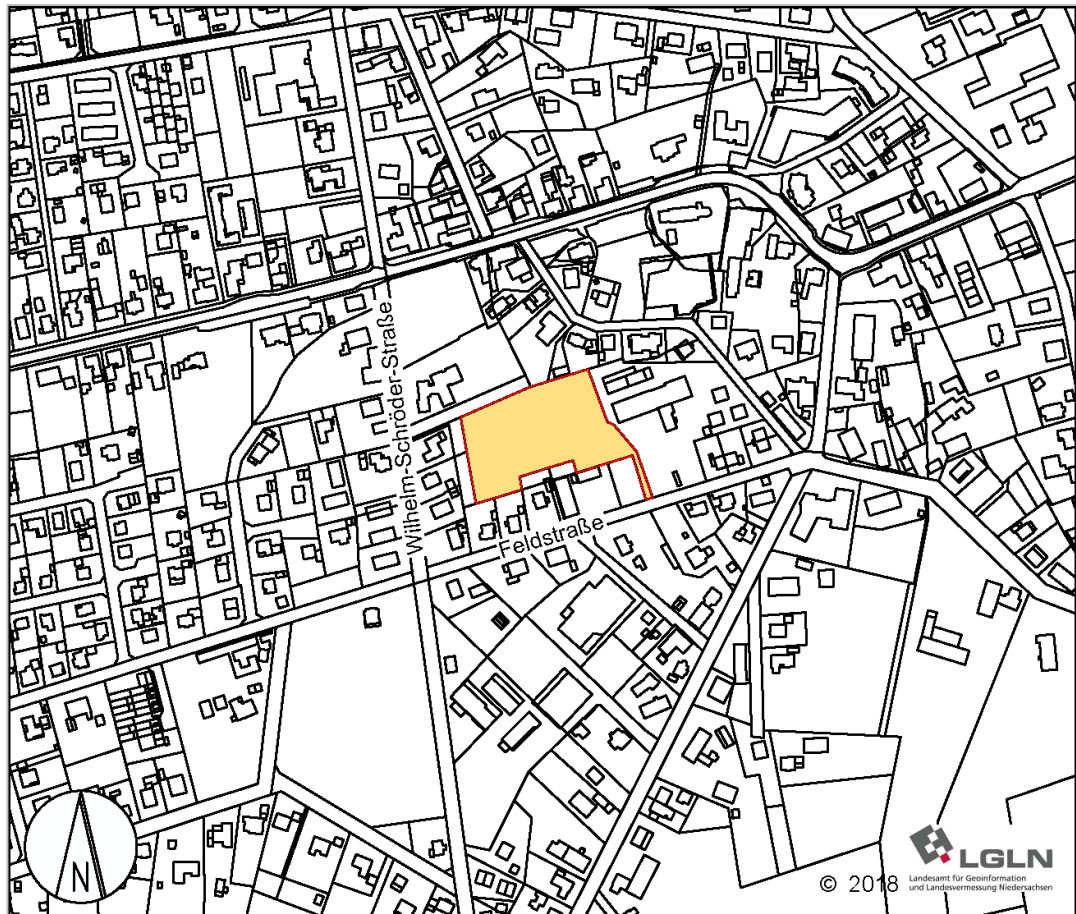 Wilhelm-Schröder-Straße
Feldstraße
N
LGLN
© 2018
Landesamt für Geoinformation
und Landesvermessung Niedersachsen